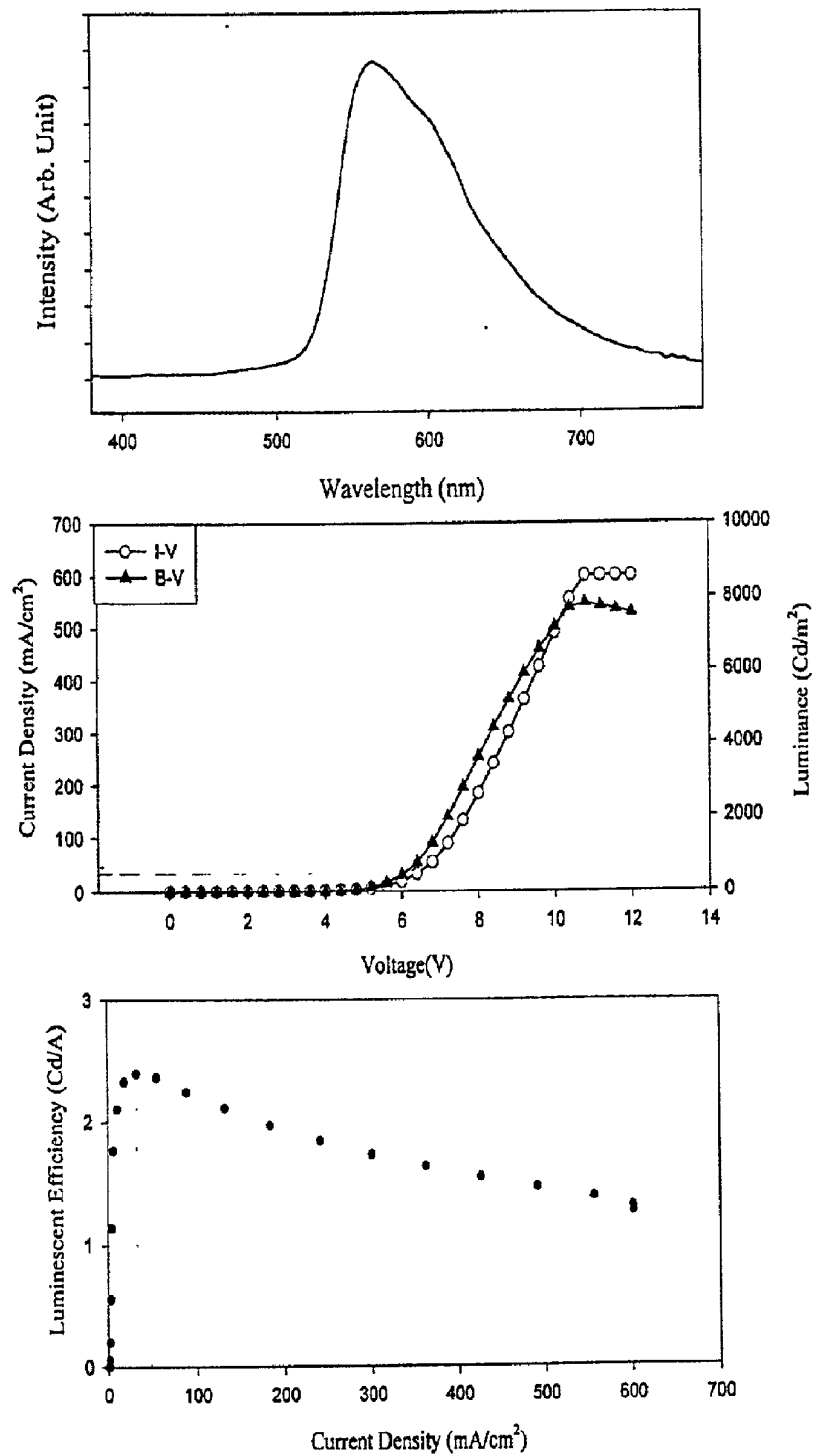 Intensity (Arb. Unit)
400 500 600 700
Wavelength (nm)
I-V
B-V
Current Density (mA/cm²)
700
600
500
400
300
200
100
0
Luminance (Cd/m²)
10000
8000
6000
4000
2000
0
0 2 4 6 8 10 12 14
Voltage(V)
Luminescent Efficiency (Cd/A)
3
2
1
0
0 100 200 300 400 500 600 700
Current Density (mA/cm²)